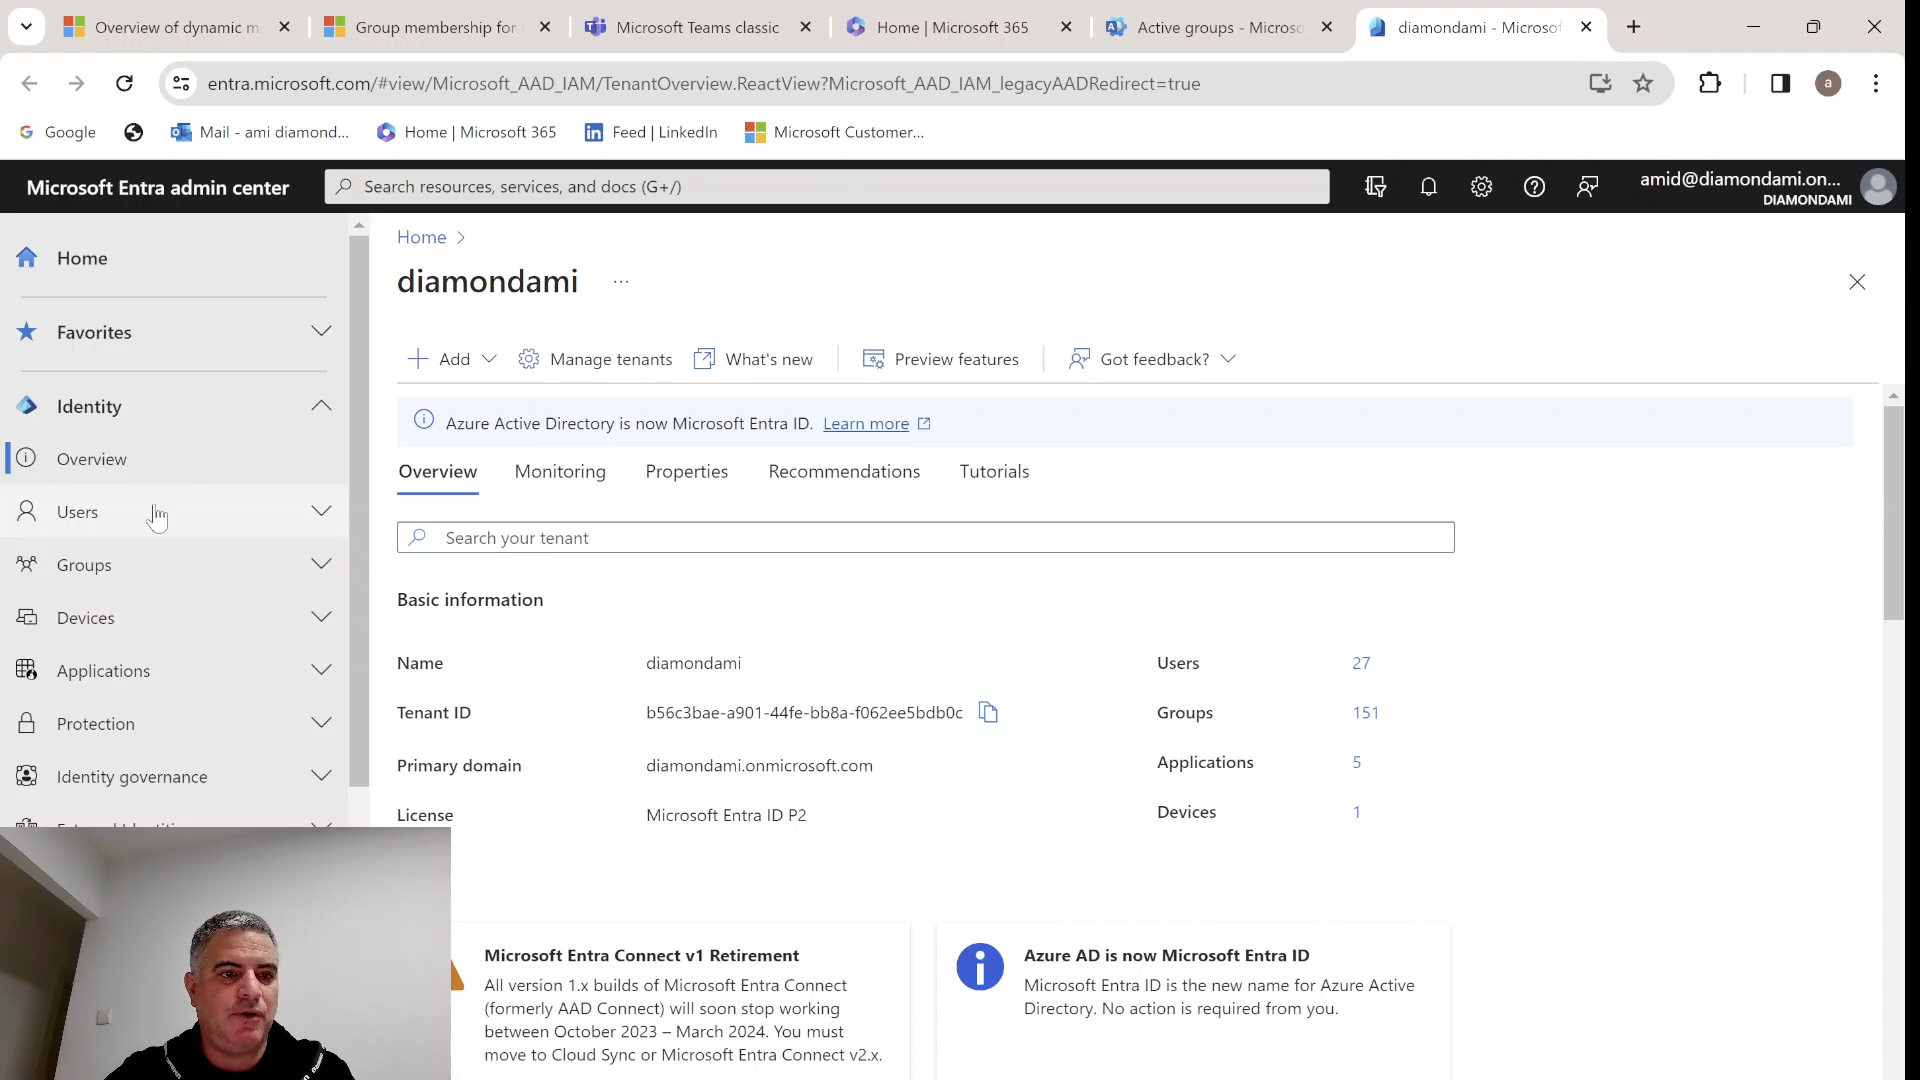 Overview of dynamic m
Group membership for
Microsoft Teams classic
Home | Microsoft 365
Active groups - Microso
diamondami - Microsof
entra.microsoft.com/#view/Microsoft_AAD_IAM/TenantOverview.ReactView?Microsoft_AAD_IAM_legacyAADRedirect=true
a
Google
Mail - ami diamond...
Home | Microsoft 365
Feed | LinkedIn
Microsoft Customer...
Microsoft Entra admin center
Search resources, services, and docs (G+/)
amid@diamondami.on...
DIAMONDAMI
Home
Favorites
Identity
Overview
Users
Groups
Devices
Applications
Protection
Identity governance
Home >
diamondami ...
Add
Manage tenants
What's new
Preview features
Got feedback?
Azure Active Directory is now Microsoft Entra ID. Learn more
Overview
Monitoring
Properties
Recommendations
Tutorials
Search your tenant
Basic information
Name diamondami Users 27
Tenant ID b56c3bae-a901-44fe-bb8a-f062ee5bdb0c Groups 151
Primary domain diamondami.onmicrosoft.com Applications 5
License Microsoft Entra ID P2 Devices 1
Microsoft Entra Connect v1 Retirement
All version 1.x builds of Microsoft Entra Connect
(formerly AAD Connect) will soon stop working
between October 2023 – March 2024. You must
move to Cloud Sync or Microsoft Entra Connect v2.x.
Azure AD is now Microsoft Entra ID
Microsoft Entra ID is the new name for Azure Active
Directory. No action is required from you.